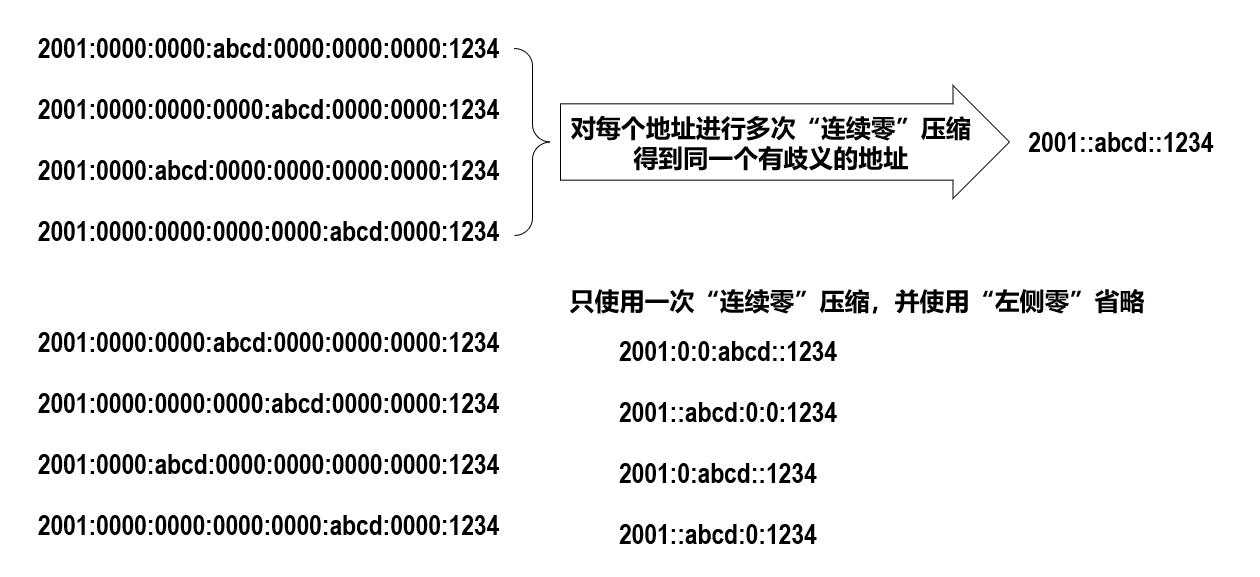 2001:0000:0000:abcd:0000:0000:0000:1234
2001:0000:0000:0000:abcd:0000:0000:1234
2001:0000:abcd:0000:0000:0000:0000:1234
2001:0000:0000:0000:0000:abcd:0000:1234
对每个地址进行多次“连续零”压缩
得到同一个有歧义的地址
2001::abcd::1234
只使用一次“连续零”压缩，并使用“左侧零”省略
2001:0000:0000:abcd:0000:0000:0000:1234
2001:0:0:abcd::1234
2001:0000:0000:0000:abcd:0000:0000:1234
2001::abcd:0:0:1234
2001:0000:abcd:0000:0000:0000:0000:1234
2001:0:abcd::1234
2001:0000:0000:0000:0000:abcd:0000:1234
2001::abcd:0:1234